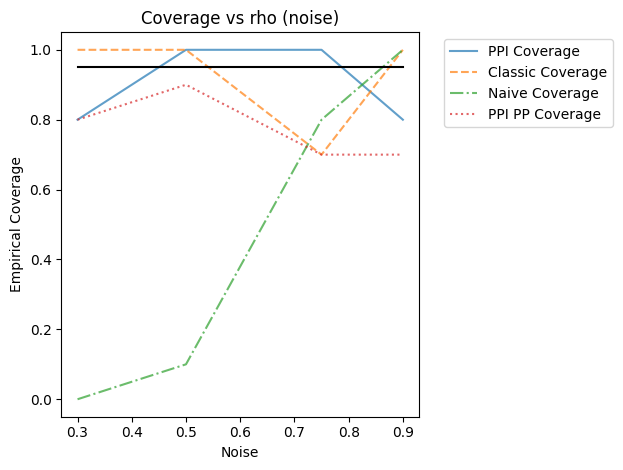 Coverage vs rho (noise)
PPI Coverage
Classic Coverage
Naive Coverage
PPI PP Coverage
Empirical Coverage
1.0
0.8
0.6
0.4
0.2
0.0
0.3 0.4 0.5 0.6 0.7 0.8 0.9
Noise